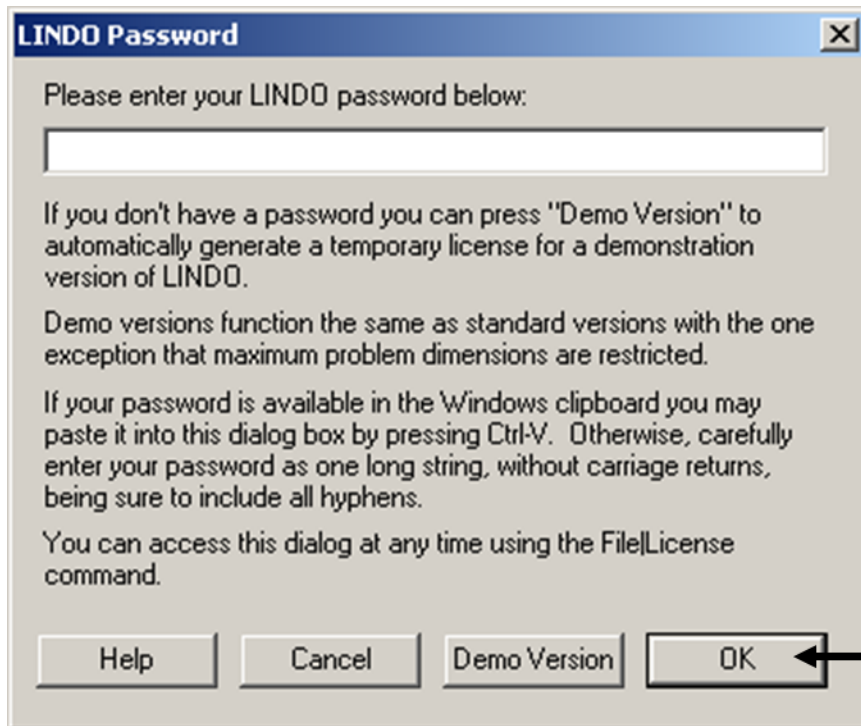 LINDO Password
Please enter your LINDO password below:
If you don't have a password you can press "Demo Version" to
automatically generate a temporary license for a demonstration
version of LINDO.
Demo versions function the same as standard versions with the one
exception that maximum problem dimensions are restricted.
If your password is available in the Windows clipboard you may
paste it into this dialog box by pressing Ctrl-V.  Otherwise, carefully
enter your password as one long string, without carriage returns,
being sure to include all hyphens.
You can access this dialog at any time using the File|License
command.
Help Cancel Demo Version OK